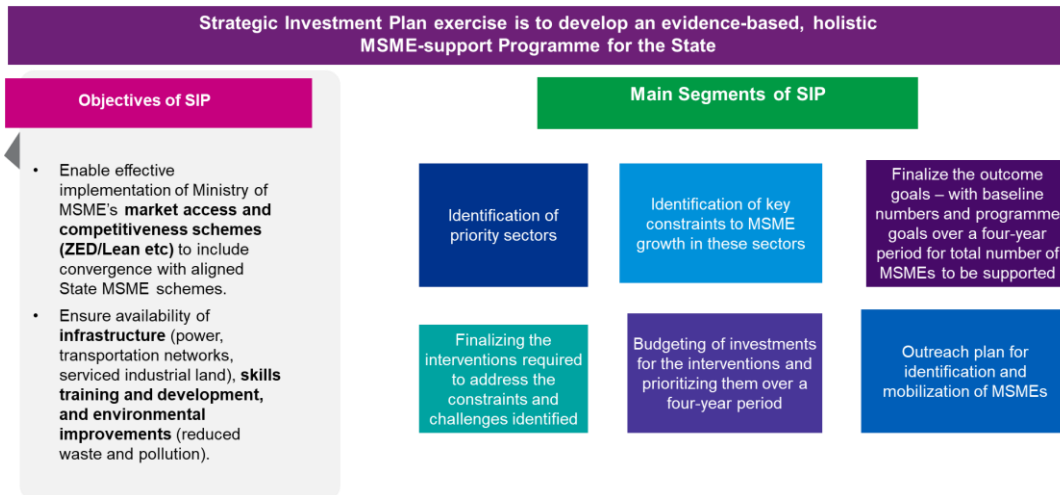 Strategic Investment Plan exercise is to develop an evidence-based, holistic
MSME-support Programme for the State
Objectives of SIP
• Enable effective
implementation of Ministry of
MSME's market access and
competitiveness schemes
(ZED/Lean etc) to include
convergence with aligned
State MSME schemes.
• Ensure availability of
infrastructure (power,
transportation networks,
serviced industrial land), skills
training and development,
and environmental
improvements (reduced
waste and pollution).
Main Segments of SIP
Identification of
priority sectors
Identification of key
constraints to MSME
growth in these sectors
Finalize the outcome
goals – with baseline
numbers and programme
goals over a four-year
period for total number of
MSMEs to be supported
Finalizing the
interventions required
to address the
constraints and
challenges identified
Budgeting of investments
for the interventions and
prioritizing them over a
four-year period
Outreach plan for
identification and
mobilization of MSMEs